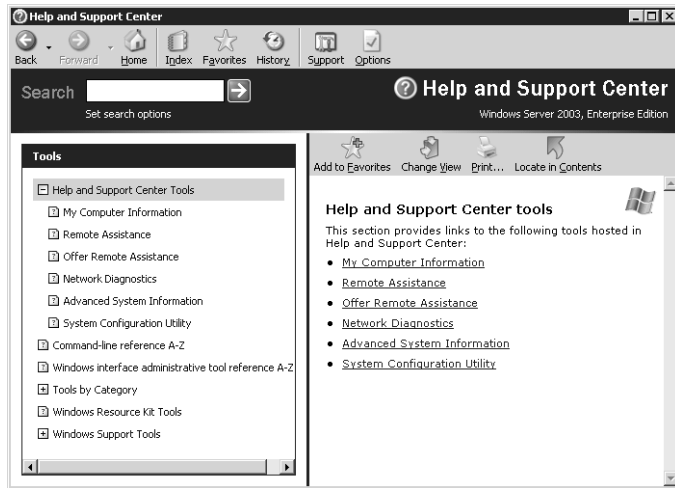 Help and Support Center
Back Forward Home Index Favorites History Support Options
Search
Set search options
Help and Support Center
Windows Server 2003, Enterprise Edition
Tools
Help and Support Center Tools
My Computer Information
Remote Assistance
Offer Remote Assistance
Network Diagnostics
Advanced System Information
System Configuration Utility
Command-line reference A-Z
Windows interface administrative tool reference A-Z
Tools by Category
Windows Resource Kit Tools
Windows Support Tools
Add to Favorites Change View Print... Locate in Contents
Help and Support Center tools
This section provides links to the following tools hosted in
Help and Support Center:
• My Computer Information
• Remote Assistance
• Offer Remote Assistance
• Network Diagnostics
• Advanced System Information
• System Configuration Utility